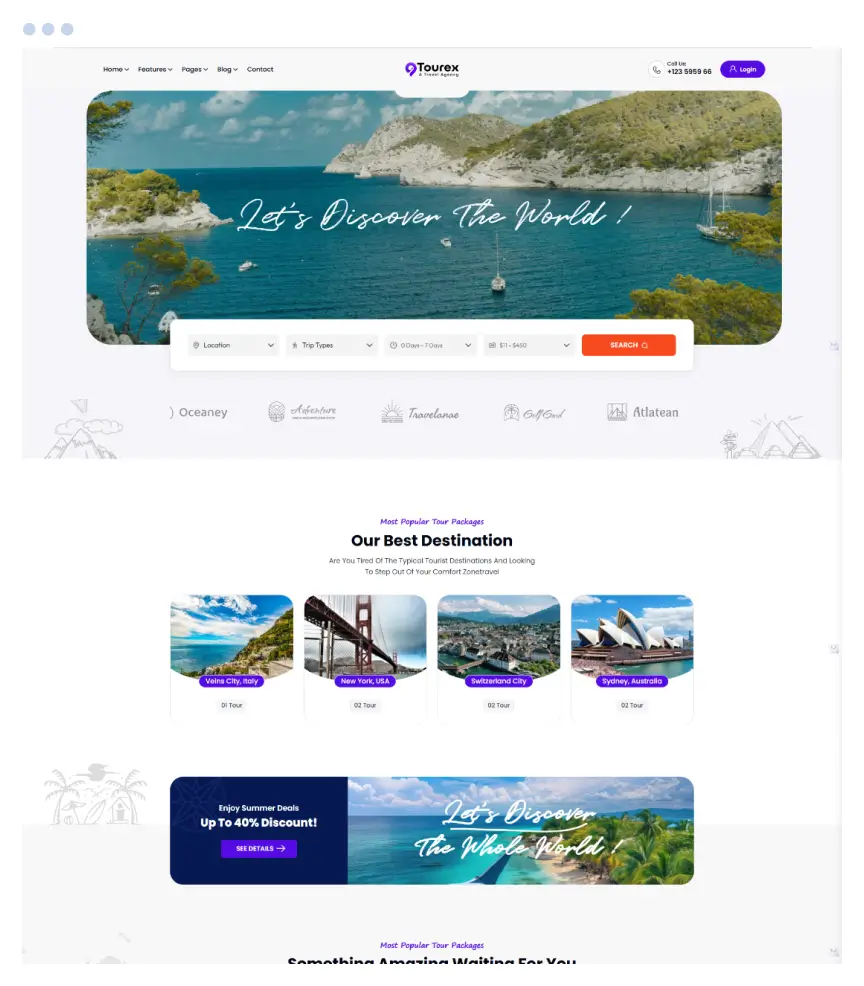 Home
Features
Pages
Blog
Contact
Tourex
A Travel Agency
Call Us:
+123 5959 66
Login
Let's Discover The World !
Location
Trip Types
0 Days - 7 Days
$11 - $450
SEARCH
Oceaney
Adventure
Travelanae
GolfGard
Atlatean
Most Popular Tour Packages
Our Best Destination
Are You Tired Of The Typical Tourist Destinations And Looking
To Step Out Of Your Comfort Zonetravel
Veins City, Italy
New York, USA
Switzerland City
Sydney, Australia
01 Tour
02 Tour
02 Tour
02 Tour
Enjoy Summer Deals
Up To 40% Discount!
SEE DETAILS
Let's Discover
The Whole World !
Most Popular Tour Packages
Something Amazing Waiting For You